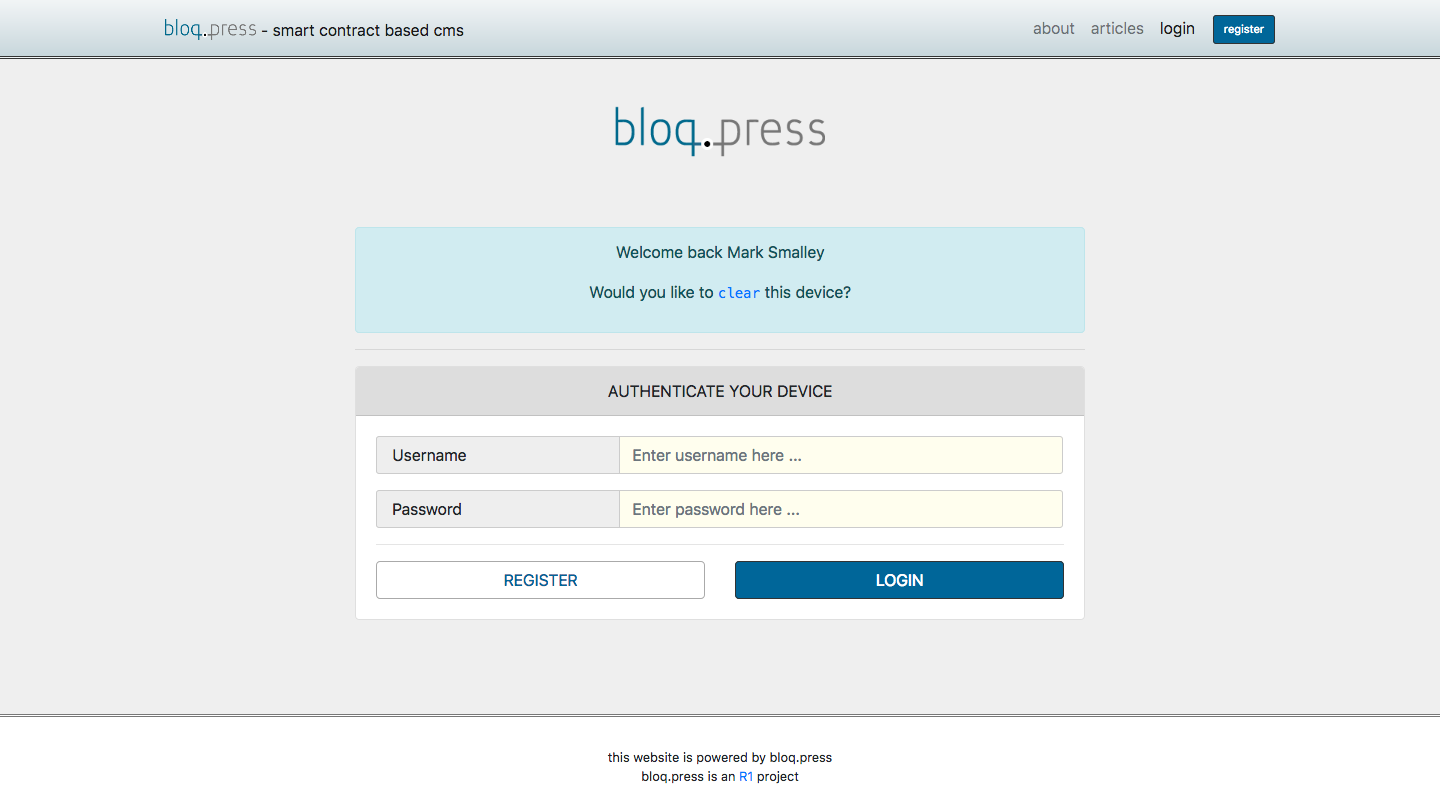 bloq.press - smart contract based cms
about articles login register
bloq.press
Welcome back Mark Smalley
Would you like to clear this device?
AUTHENTICATE YOUR DEVICE
Username Enter username here ...
Password Enter password here ...
REGISTER LOGIN
this website is powered by bloq.press
bloq.press is an R1 project